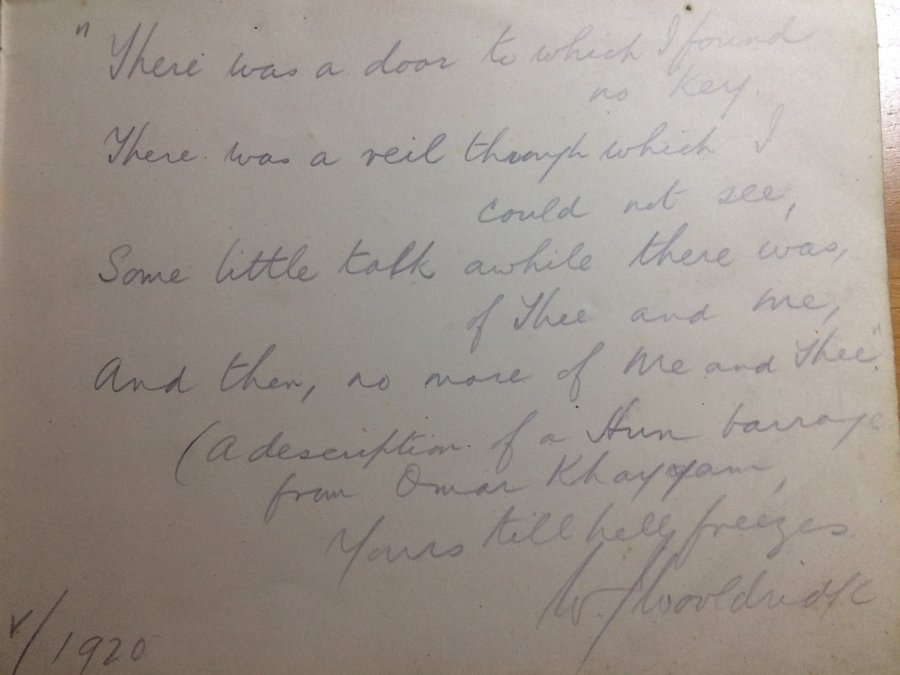 "There was a door to which I found
no key.
There was a veil through which I
could not see,
Some little talk awhile there was,
of Thee and Me,
And then, no more of Me and Thee."
(A description of a Hun barrage
from Omar Khayyam,
Yours till hell freezes
W. J Wooldridge
V/1920